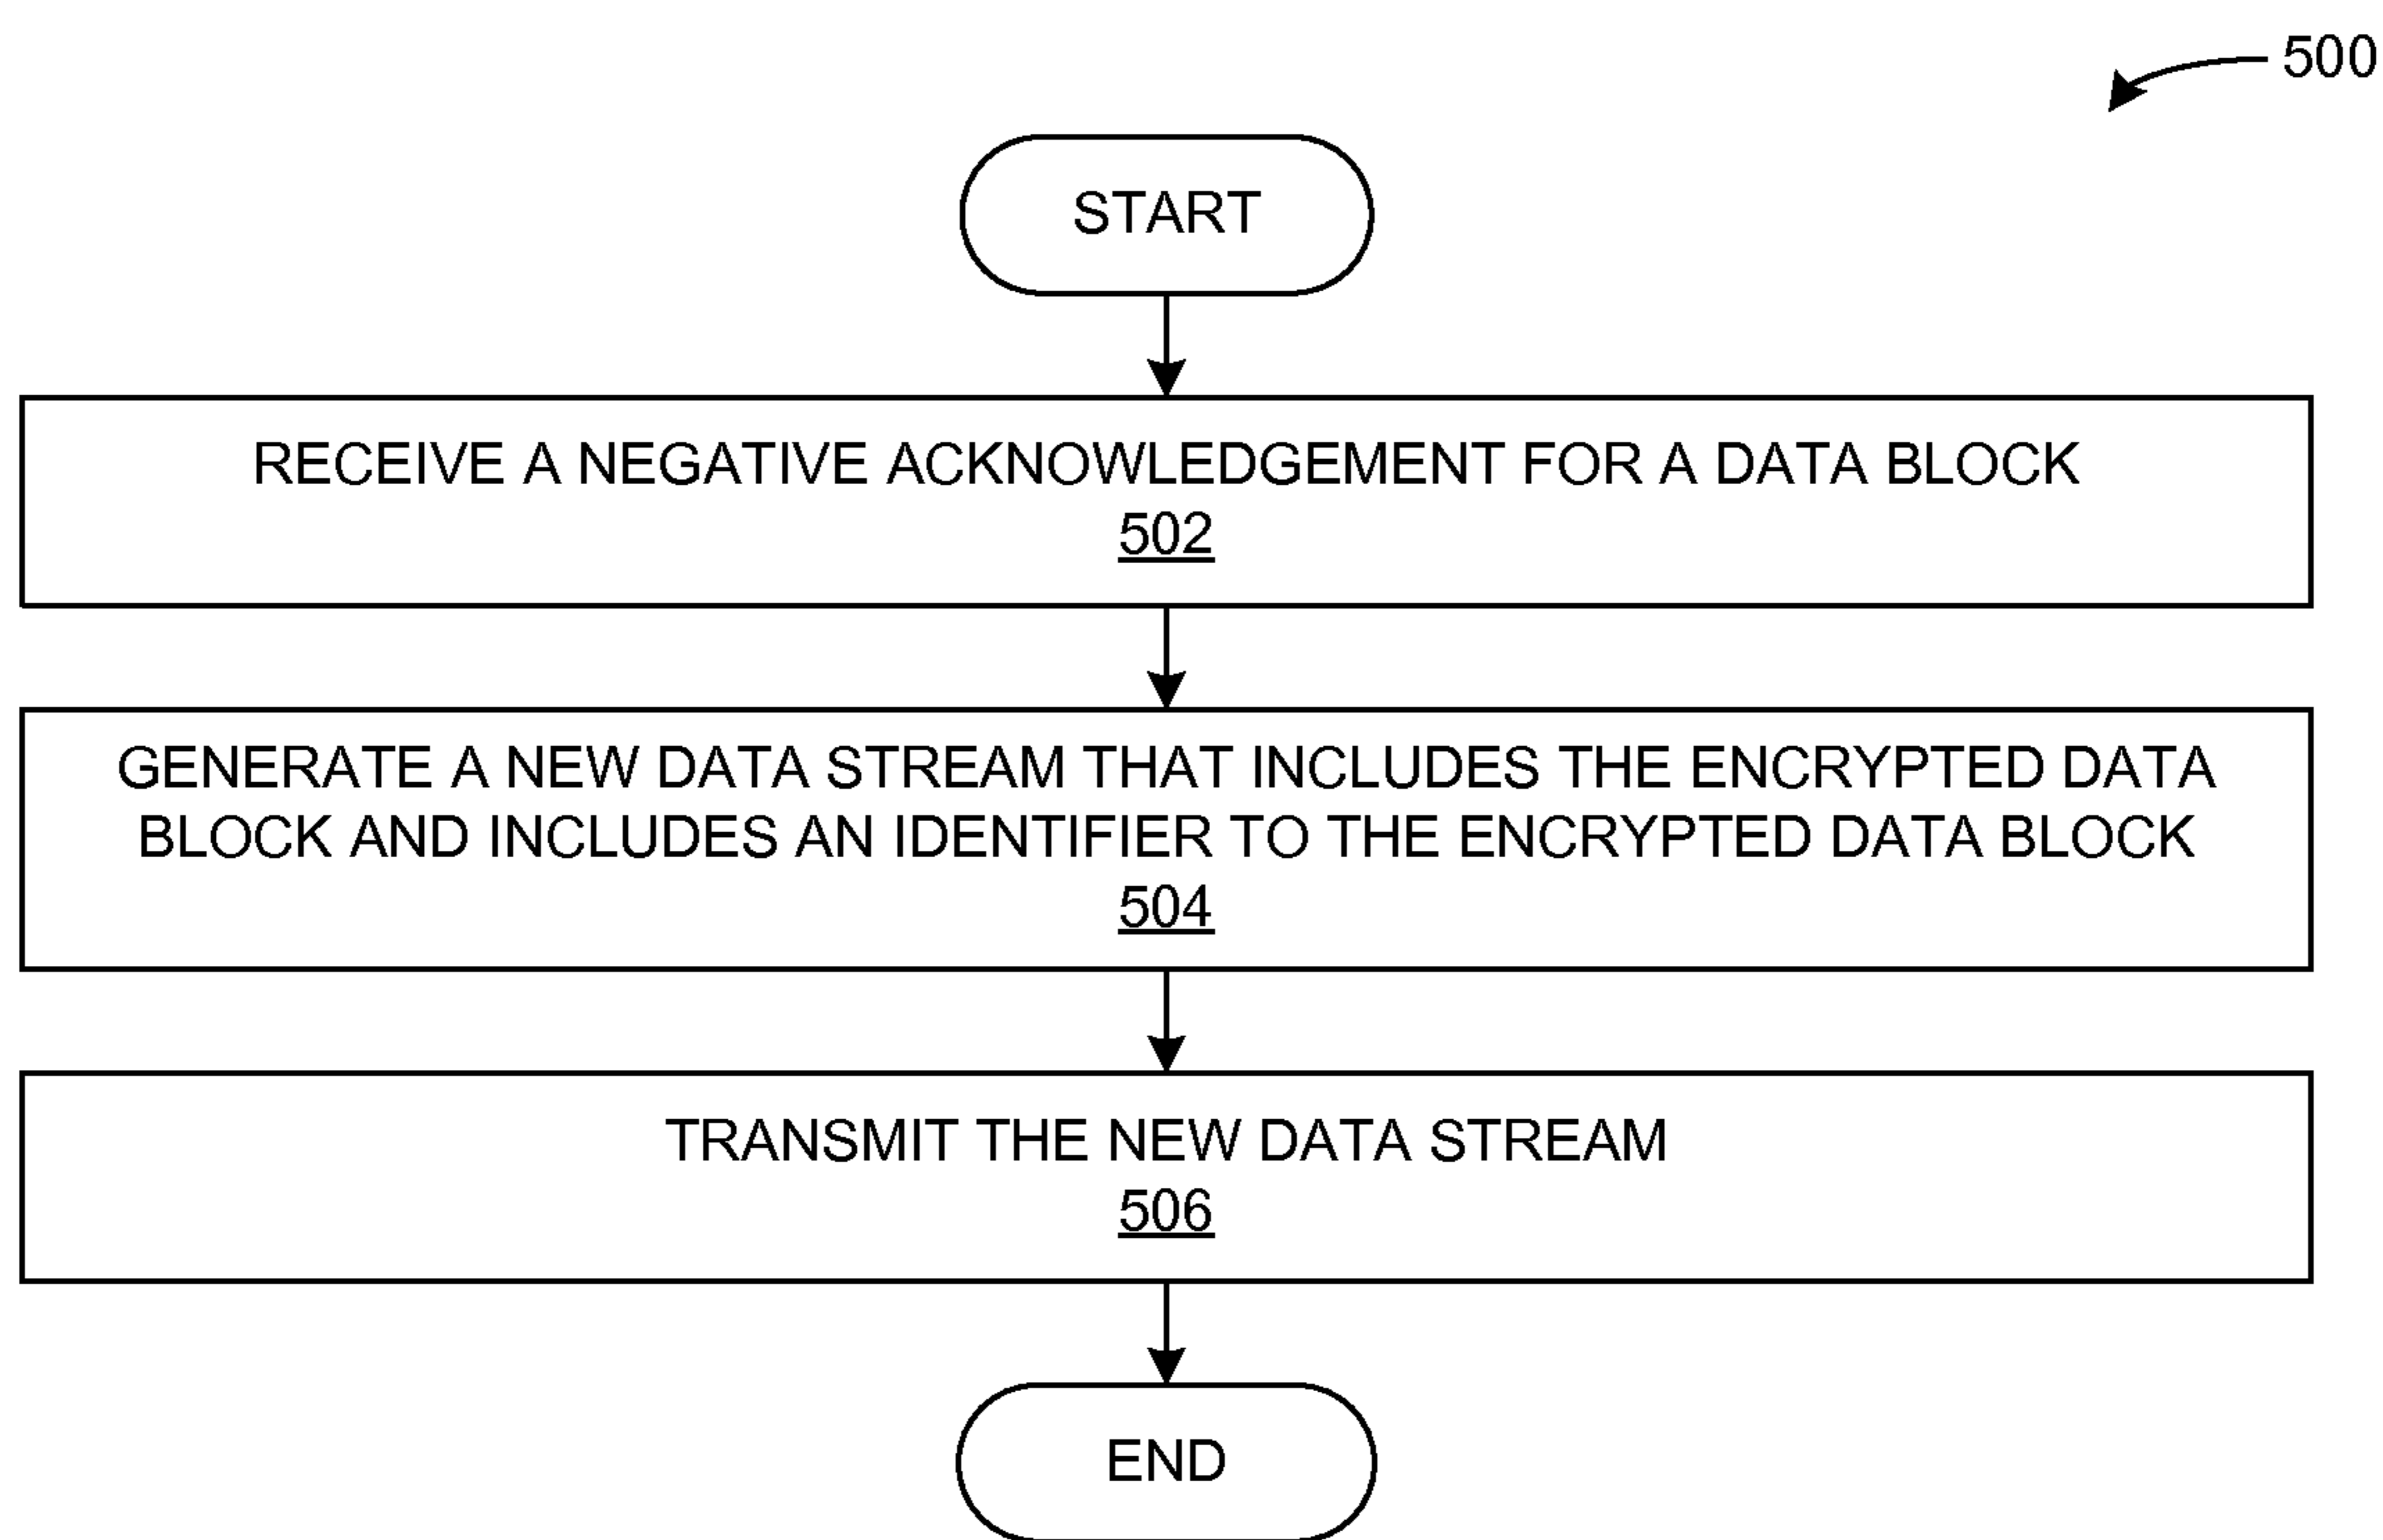 500
START
RECEIVE A NEGATIVE ACKNOWLEDGEMENT FOR A DATA BLOCK
502
GENERATE A NEW DATA STREAM THAT INCLUDES THE ENCRYPTED DATA
BLOCK AND INCLUDES AN IDENTIFIER TO THE ENCRYPTED DATA BLOCK
504
TRANSMIT THE NEW DATA STREAM
506
END